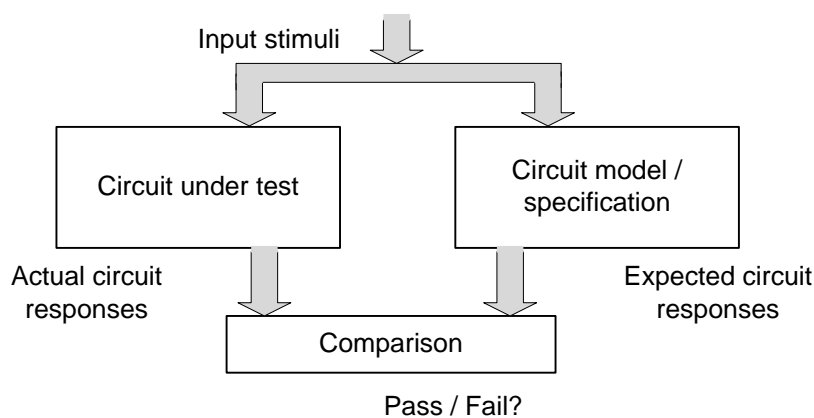 Input stimuli
Circuit under test
Circuit model /
specification
Actual circuit
responses
Expected circuit
responses
Comparison
Pass / Fail?